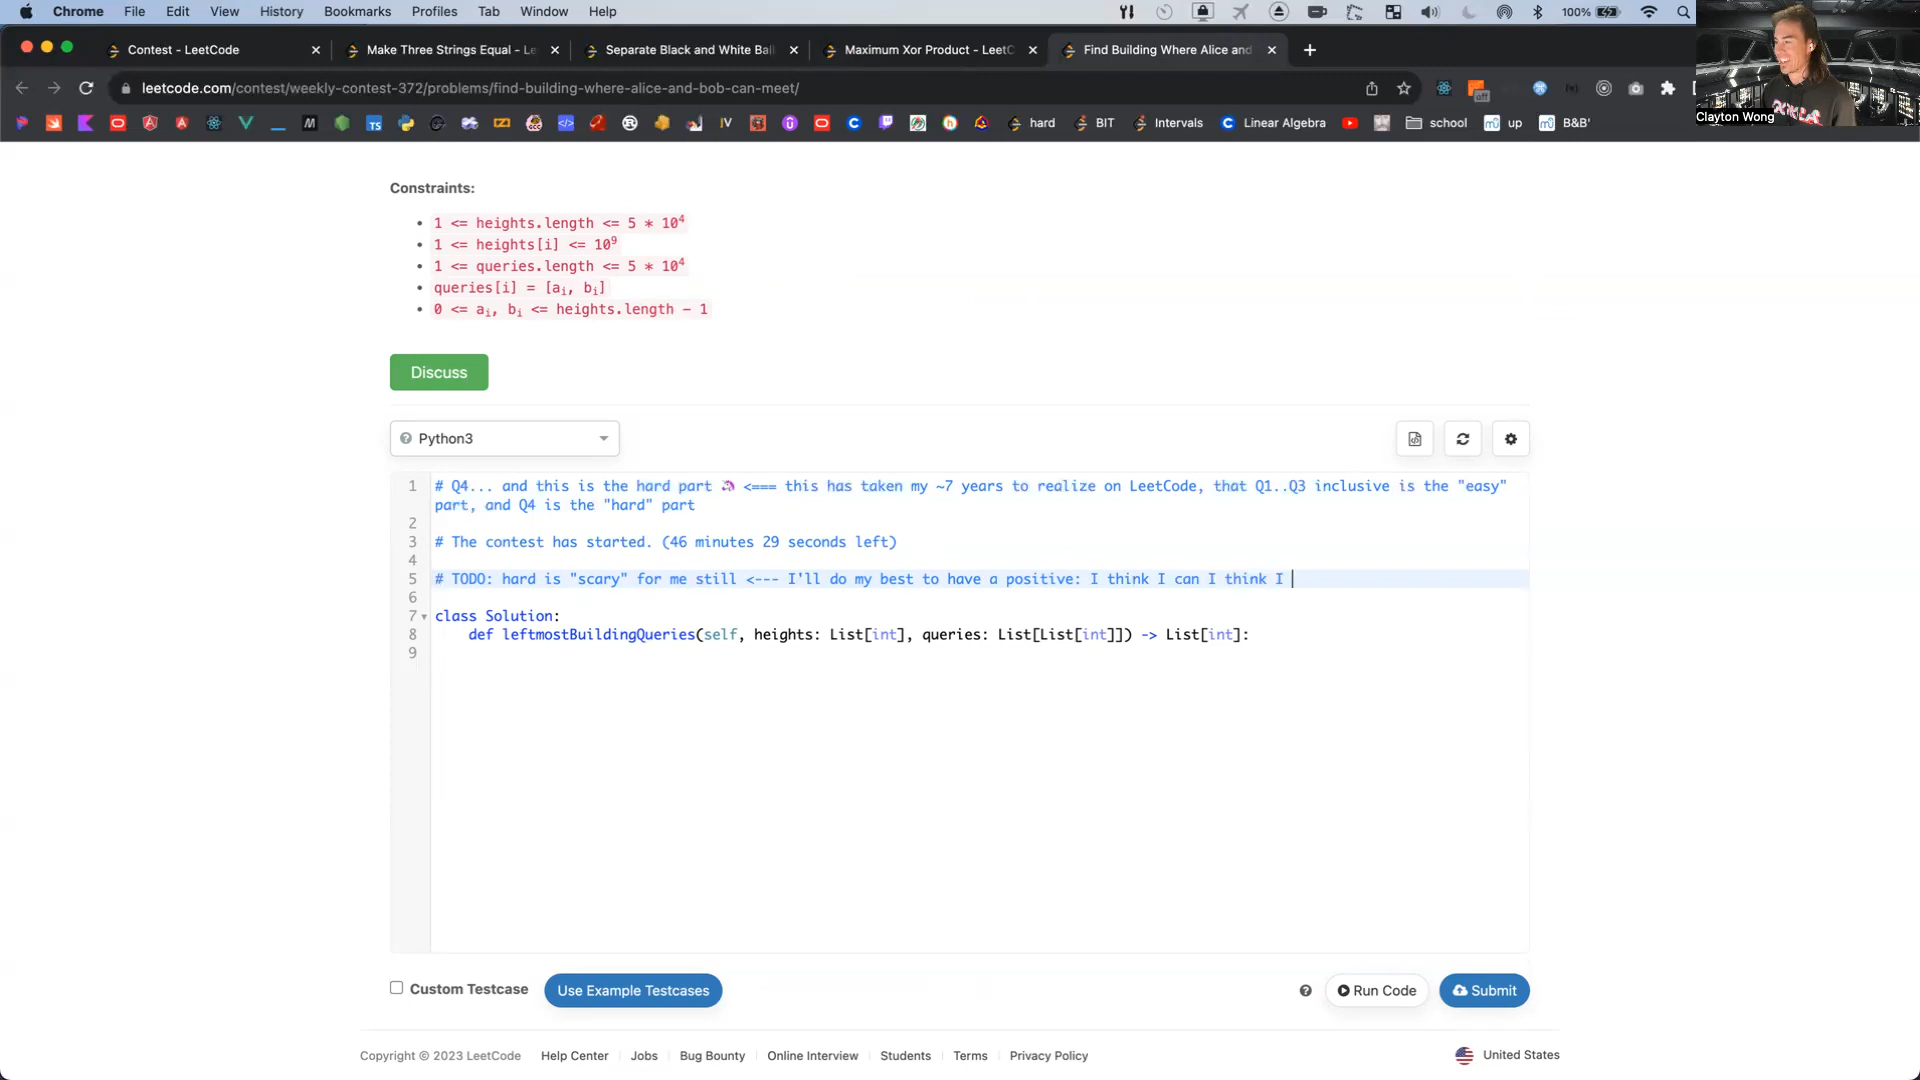 Chrome File Edit View History Bookmarks Profiles Tab Window Help 100%
Contest - LeetCode
Make Three Strings Equal - Le
Separate Black and White Ball
Maximum Xor Product - LeetC
Find Building Where Alice and
leetcode.com/contest/weekly-contest-372/problems/find-building-where-alice-and-bob-can-meet/
off
Clayton Wong
TS IV hard BIT Intervals Linear Algebra school up B&B'
Constraints:
• 1 <= heights.length <= 5 * 10⁴
• 1 <= heights[i] <= 10⁹
• 1 <= queries.length <= 5 * 10⁴
• queries[i] = [aᵢ, bᵢ]
• 0 <= aᵢ, bᵢ <= heights.length - 1
Discuss
Python3
1 # Q4... and this is the hard part 🦄 <=== this has taken my ~7 years to realize on LeetCode, that Q1..Q3 inclusive is the "easy"
part, and Q4 is the "hard" part
2
3 # The contest has started. (46 minutes 29 seconds left)
4
5 # TODO: hard is "scary" for me still <--- I'll do my best to have a positive: I think I can I think I
6
7 class Solution:
8 def leftmostBuildingQueries(self, heights: List[int], queries: List[List[int]]) -> List[int]:
9
Custom Testcase Use Example Testcases Run Code Submit
Copyright © 2023 LeetCode Help Center Jobs Bug Bounty Online Interview Students Terms Privacy Policy United States